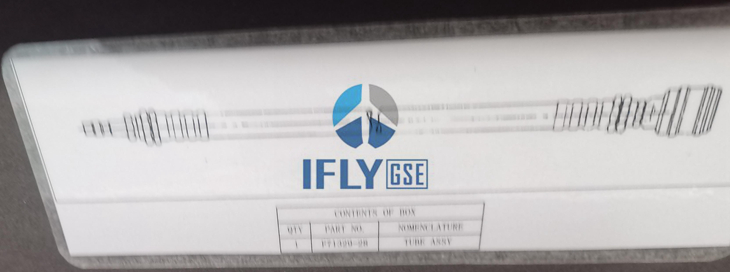 IFLY GSE
CONTENTS OF BOX
QTY PART NO. NOMENCLATURE
1 TUBE ASSY